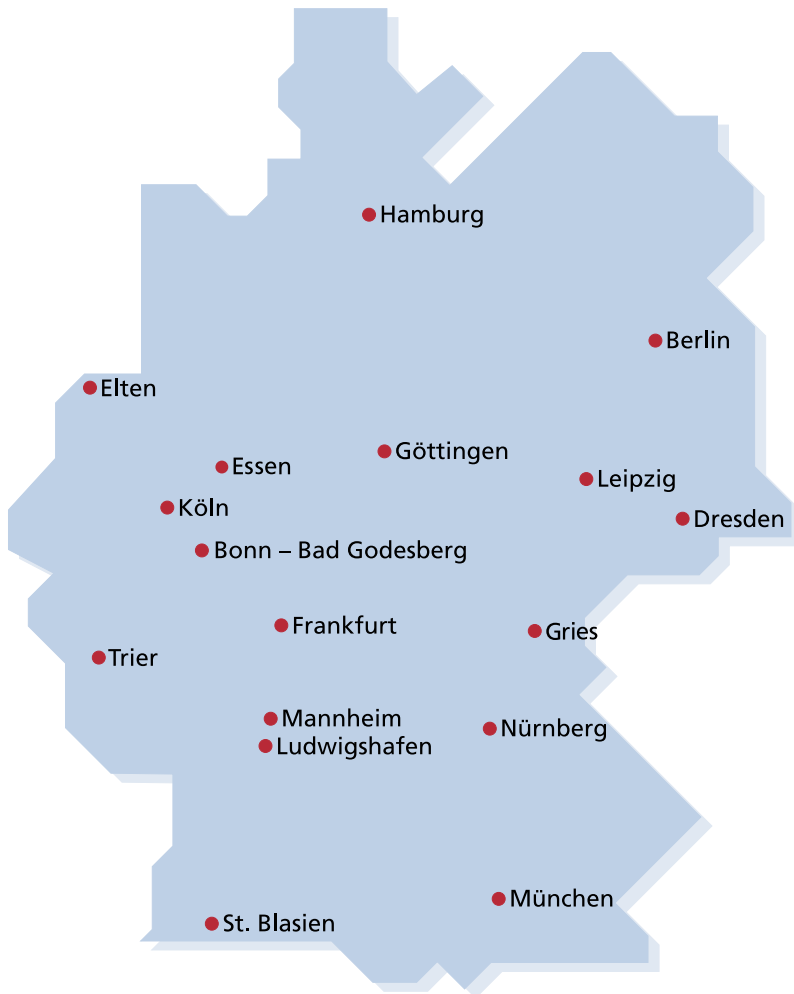 Hamburg
Berlin
Elten
Göttingen
Essen
Leipzig
Köln
Dresden
Bonn – Bad Godesberg
Frankfurt
Gries
Trier
Mannheim
Nürnberg
Ludwigshafen
München
St. Blasien